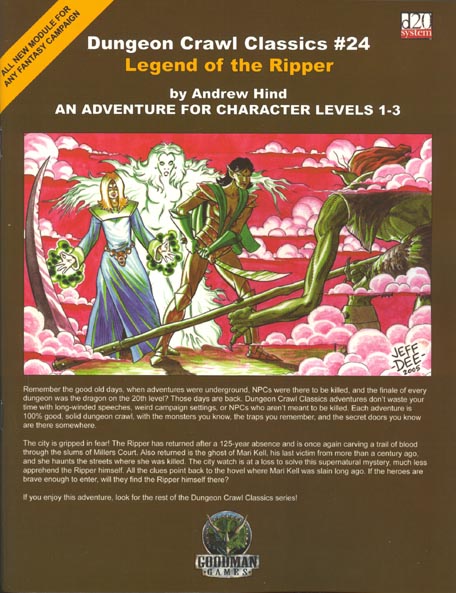 ALL NEW MODULE FOR
ANY FANTASY CAMPAIGN
d20
system
Dungeon Crawl Classics #24
Legend of the Ripper
by Andrew Hind
AN ADVENTURE FOR CHARACTER LEVELS 1-3
JEFF
DEE
2005
Remember the good old days, when adventures were underground, NPCs were there to be killed, and the finale of every
dungeon was the dragon on the 20th level? Those days are back. Dungeon Crawl Classics adventures don't waste your
time with long-winded speeches, weird campaign settings, or NPCs who aren't meant to be killed. Each adventure is
100% good, solid dungeon crawl, with the monsters you know, the traps you remember, and the secret doors you know
are there somewhere.
The city is gripped in fear! The Ripper has returned after a 125-year absence and is once again carving a trail of blood
through the slums of Millers Court. Also returned is the ghost of Mari Kell, his last victim from more than a century ago,
and she haunts the streets where she was killed. The city watch is at a loss to solve this supernatural mystery, much less
apprehend the Ripper himself. All the clues point back to the hovel where Mari Kell was slain long ago. If the heroes are
brave enough to enter, will they find the Ripper himself there?
If you enjoy this adventure, look for the rest of the Dungeon Crawl Classics series!
GOODMAN
GAMES